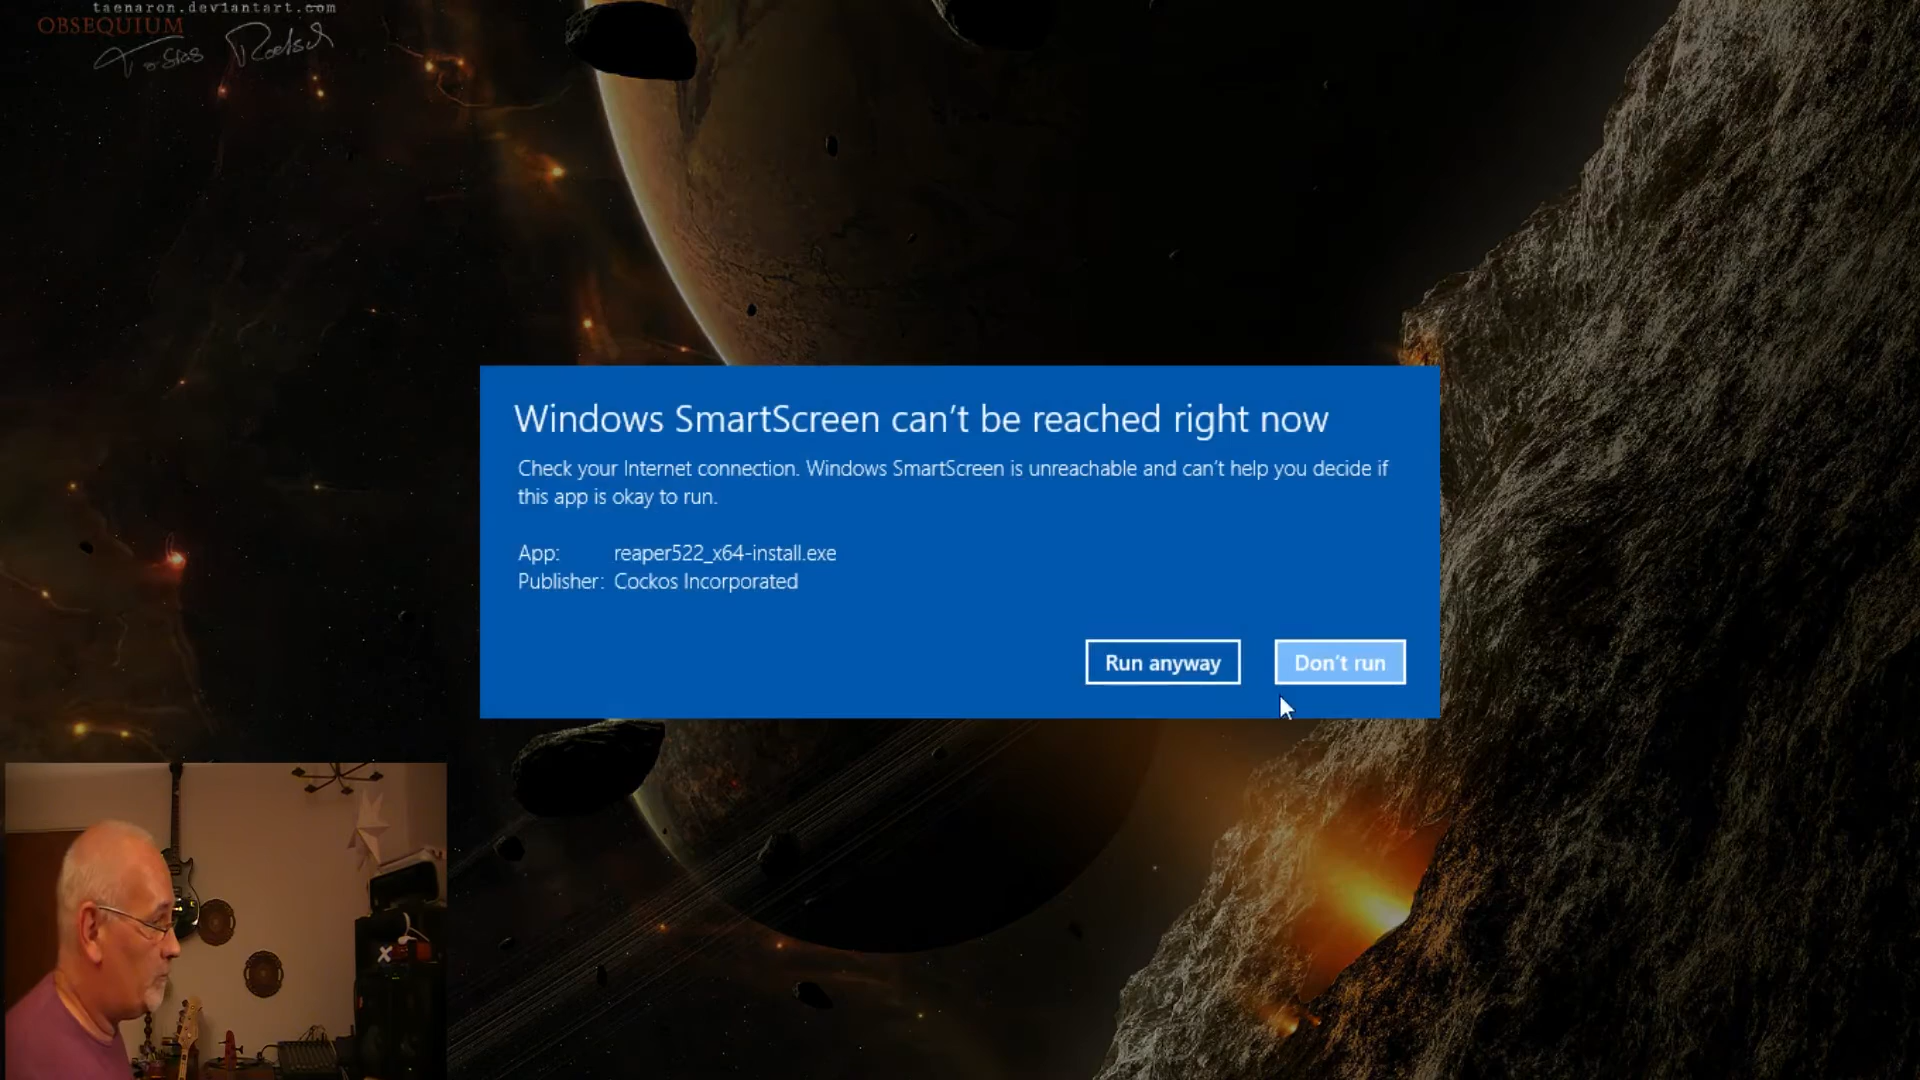 taenaron.deviantart.com
OBSEQUIUM
Tobias Roetsch
Windows SmartScreen can't be reached right now
Check your Internet connection. Windows SmartScreen is unreachable and can't help you decide if
this app is okay to run.
App: reaper522_x64-install.exe
Publisher: Cockos Incorporated
Run anyway
Don't run